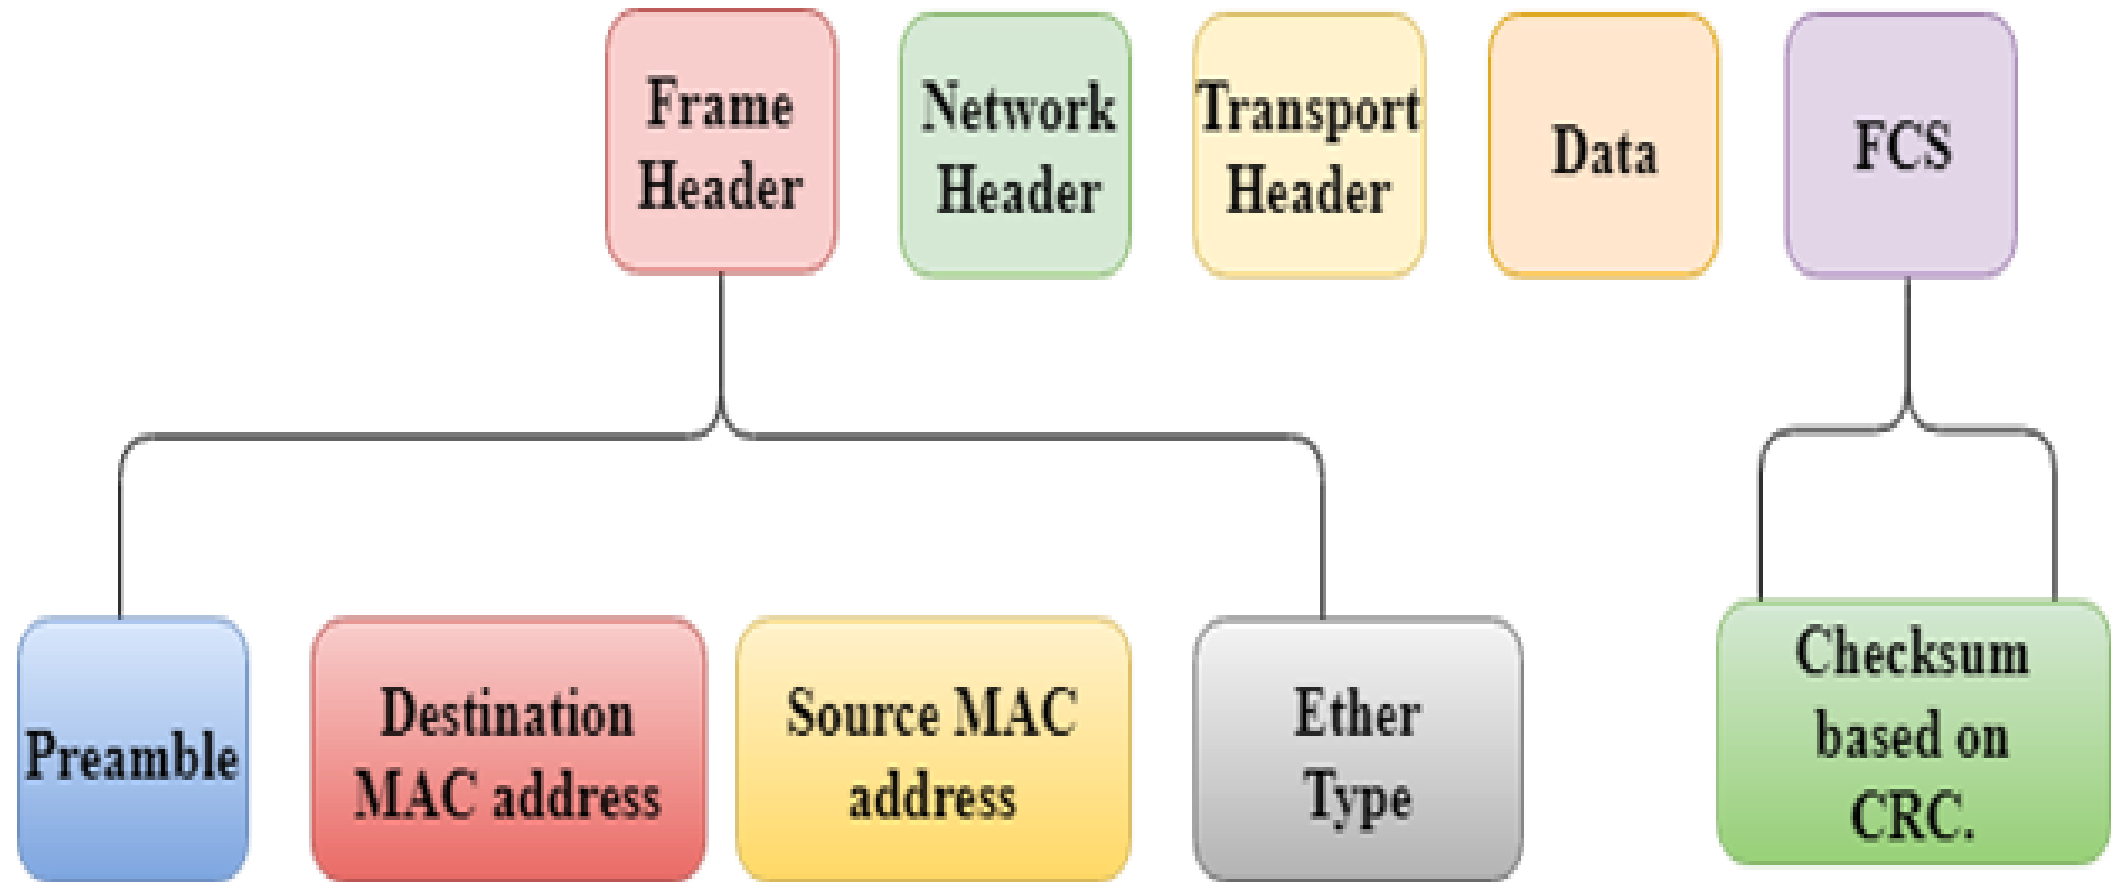 Frame
Header
Network
Header
Transport
Header
Data
FCS
Preamble
Destination
MAC address
Source MAC
address
Ether
Type
Checksum
based on
CRC.